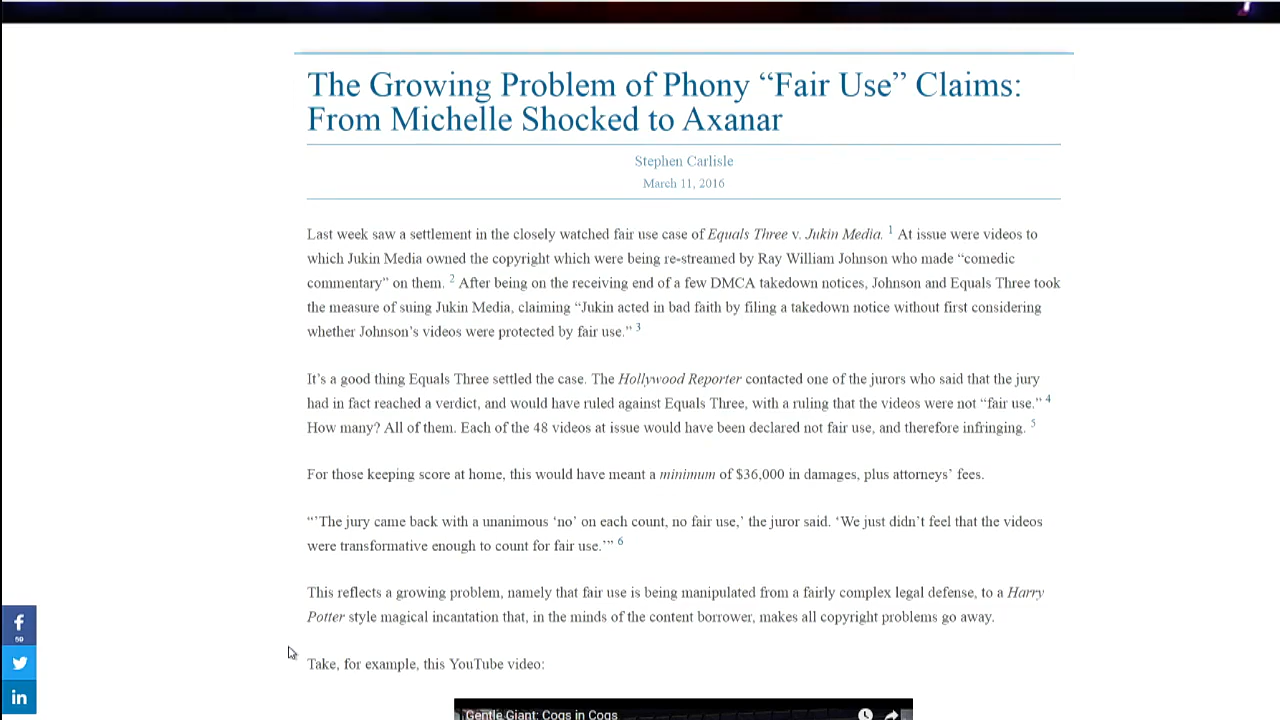 The Growing Problem of Phony “Fair Use” Claims:
From Michelle Shocked to Axanar
Stephen Carlisle
March 11, 2016
Last week saw a settlement in the closely watched fair use case of Equals Three v. Jukin Media. 1 At issue were videos to
which Jukin Media owned the copyright which were being re-streamed by Ray William Johnson who made “comedic
commentary” on them. 2 After being on the receiving end of a few DMCA takedown notices, Johnson and Equals Three took
the measure of suing Jukin Media, claiming “Jukin acted in bad faith by filing a takedown notice without first considering
whether Johnson’s videos were protected by fair use.” 3
It’s a good thing Equals Three settled the case. The Hollywood Reporter contacted one of the jurors who said that the jury
had in fact reached a verdict, and would have ruled against Equals Three, with a ruling that the videos were not “fair use.” 4
How many? All of them. Each of the 48 videos at issue would have been declared not fair use, and therefore infringing. 5
For those keeping score at home, this would have meant a minimum of $36,000 in damages, plus attorneys’ fees.
“’The jury came back with a unanimous ‘no’ on each count, no fair use,’ the juror said. ‘We just didn’t feel that the videos
were transformative enough to count for fair use.’” 6
This reflects a growing problem, namely that fair use is being manipulated from a fairly complex legal defense, to a Harry
Potter style magical incantation that, in the minds of the content borrower, makes all copyright problems go away.
f
50
in
Take, for example, this YouTube video:
Gentle Giant: Cogs in Cogs